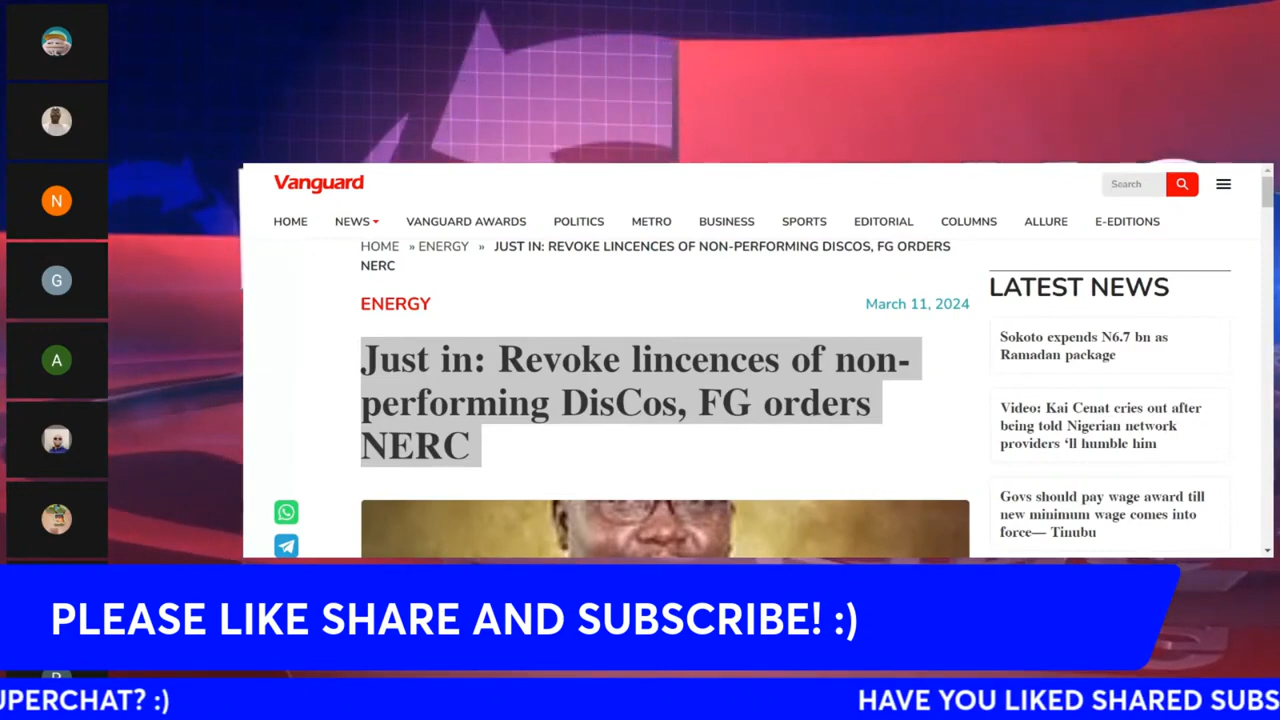 N
G
A
Vanguard
Search
HOME NEWS VANGUARD AWARDS POLITICS METRO BUSINESS SPORTS EDITORIAL COLUMNS ALLURE E-EDITIONS
HOME » ENERGY » JUST IN: REVOKE LINCENCES OF NON-PERFORMING DISCOS, FG ORDERS
NERC
ENERGY
March 11, 2024
Just in: Revoke lincences of non-
performing DisCos, FG orders
NERC
LATEST NEWS
Sokoto expends N6.7 bn as
Ramadan package
Video: Kai Cenat cries out after
being told Nigerian network
providers ‘ll humble him
Govs should pay wage award till
new minimum wage comes into
force— Tinubu
PLEASE LIKE SHARE AND SUBSCRIBE! :)
UPERCHAT? :)
HAVE YOU LIKED SHARED SUBS